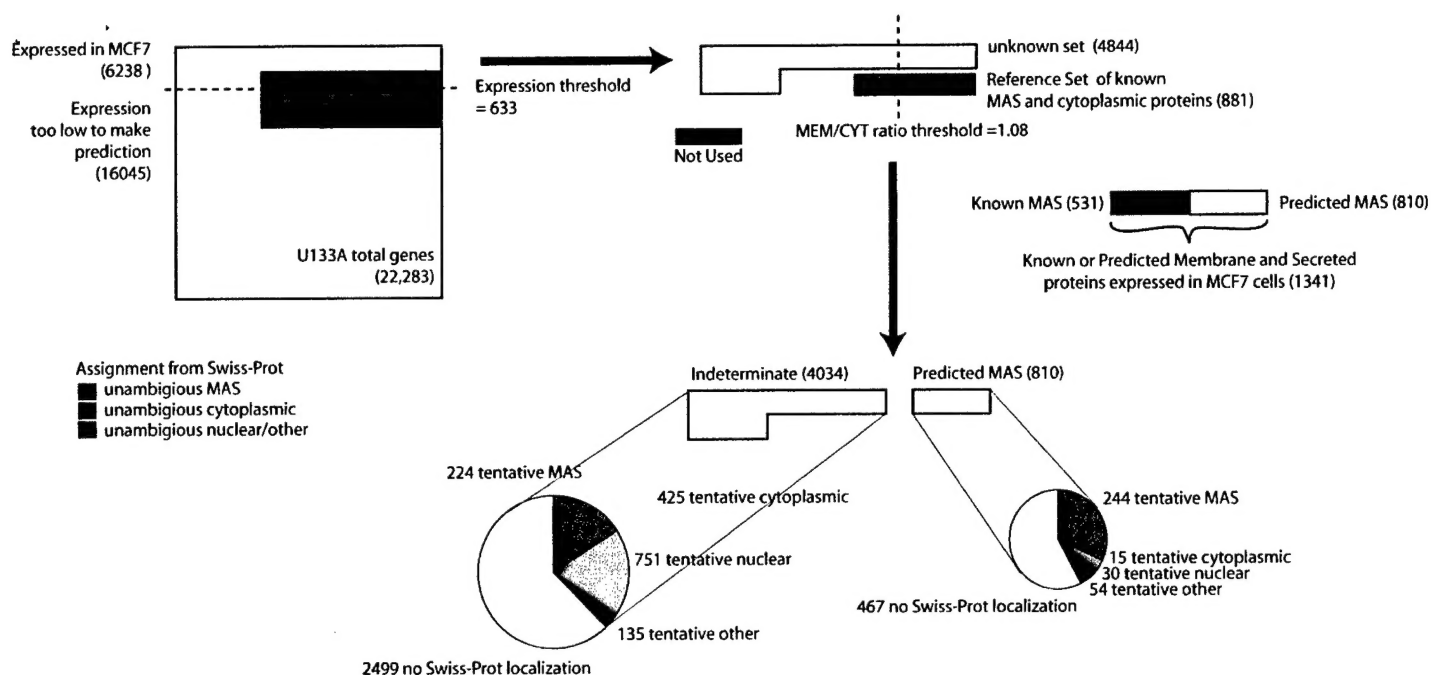 Expressed in MCF7
(6238 )
Expression
too low to make
prediction
(16045)
U133A total genes
(22,283)
Expression threshold
= 633
unknown set (4844)
Reference Set of known
MAS and cytoplasmic proteins (881)
MEM/CYT ratio threshold =1.08
Not Used
Known MAS (531)
Predicted MAS (810)
Known or Predicted Membrane and Secreted
proteins expressed in MCF7 cells (1341)
Assignment from Swiss-Prot
unambigious MAS
unambigious cytoplasmic
unambigious nuclear/other
Indeterminate (4034)
Predicted MAS (810)
224 tentative MAS
425 tentative cytoplasmic
751 tentative nuclear
135 tentative other
2499 no Swiss-Prot localization
244 tentative MAS
15 tentative cytoplasmic
30 tentative nuclear
54 tentative other
467 no Swiss-Prot localization